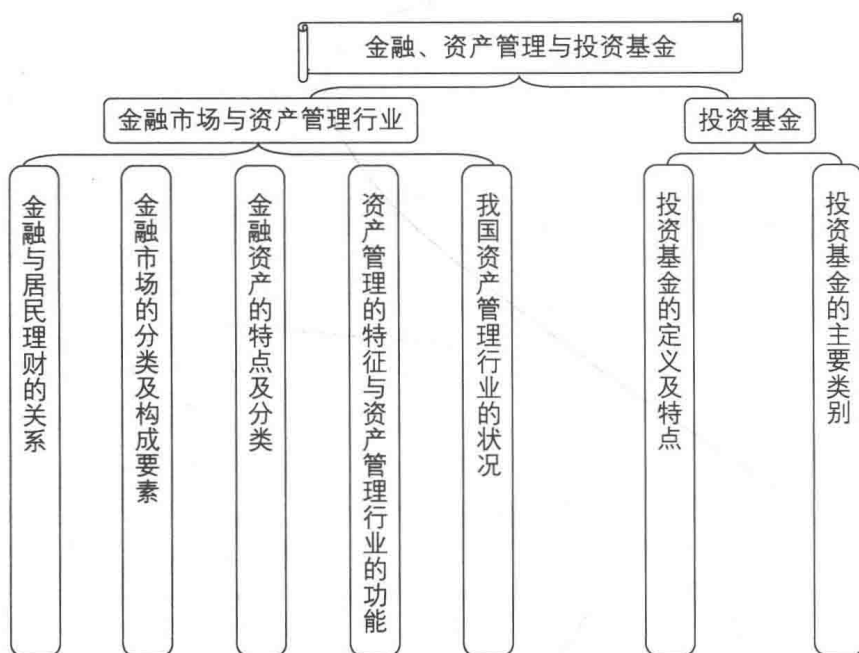 金融、资产管理与投资基金
金融市场与资产管理行业
投资基金
金融与居民理财的关系
金融市场的分类及构成要素
金融资产的特点及分类
资产管理的特征与资产管理行业的功能
我国资产管理行业的状况
投资基金的定义及特点
投资基金的主要类别